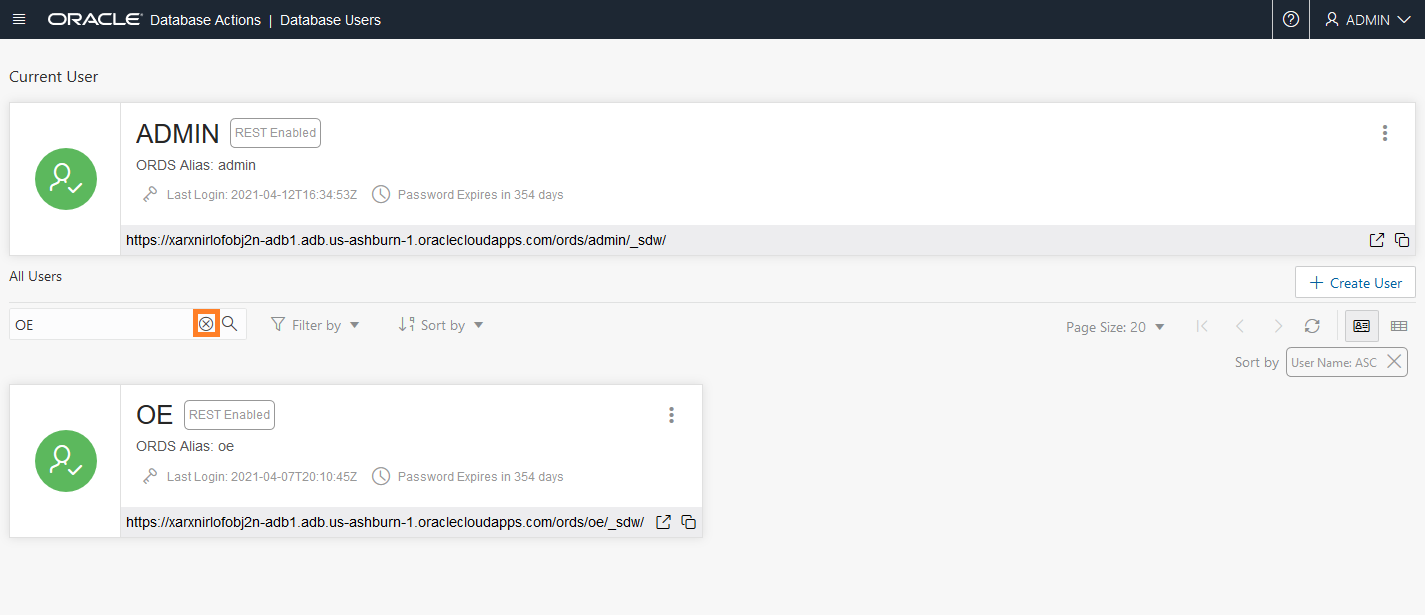 ORACLE Database Actions | Database Users
ADMIN
Current User
ADMIN REST Enabled
ORDS Alias: admin
Last Login: 2021-04-12T16:34:53Z Password Expires in 354 days
https://xarxnirlofobj2n-adb1.adb.us-ashburn-1.oraclecloudapps.com/ords/admin/_sdw/
All Users
Create User
OE Filter by Sort by Page Size: 20
Sort by User Name: ASC
OE REST Enabled
ORDS Alias: oe
Last Login: 2021-04-07T20:10:45Z Password Expires in 354 days
https://xarxnirlofobj2n-adb1.adb.us-ashburn-1.oraclecloudapps.com/ords/oe/_sdw/